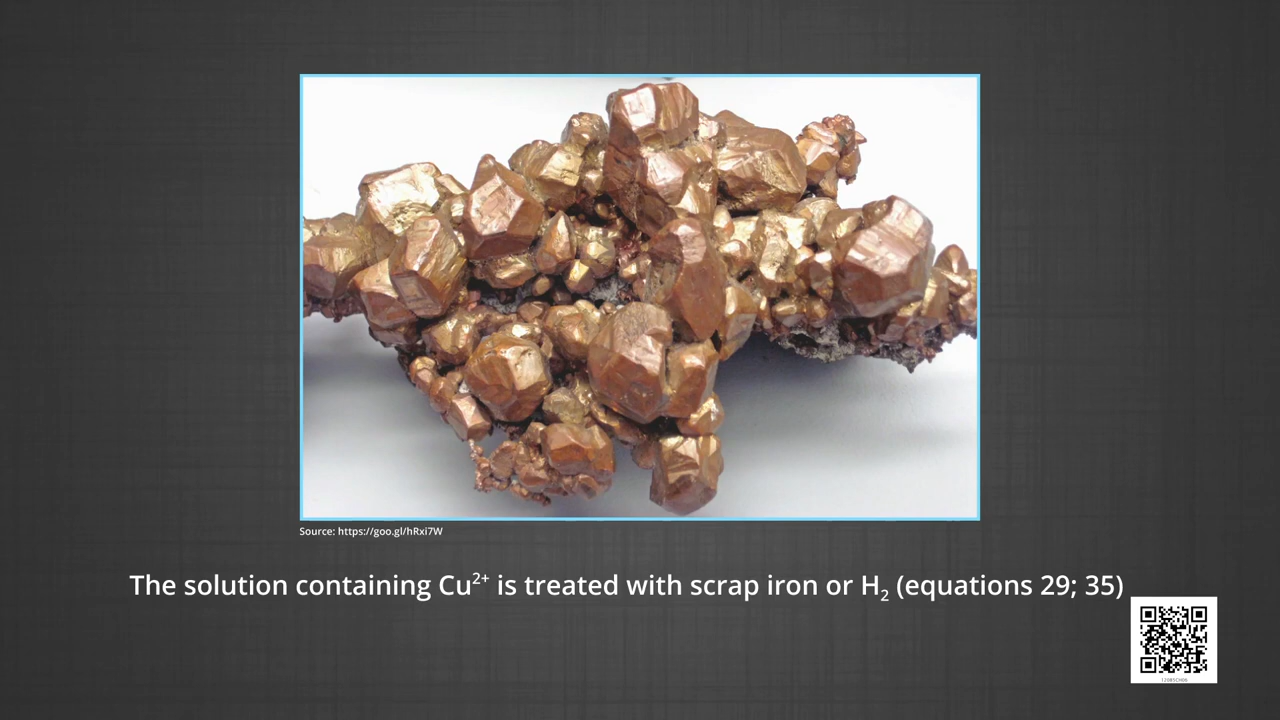 Source: https://goo.gl/hRxi7W
The solution containing Cu²⁺ is treated with scrap iron or H₂ (equations 29; 35)
12085CH06